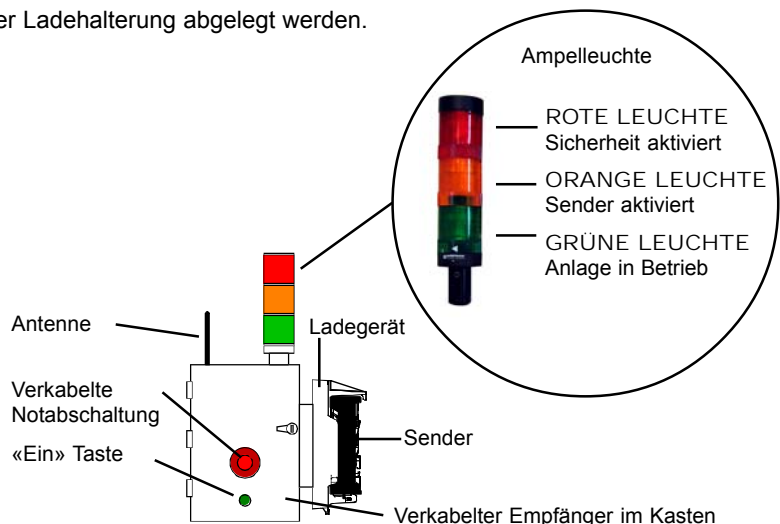 er Ladehalterung abgelegt werden.
Ampelleuchte
ROTE LEUCHTE
Sicherheit aktiviert
ORANGE LEUCHTE
Sender aktiviert
GRÜNE LEUCHTE
Anlage in Betrieb
Antenne
Ladegerät
Verkabelte
Notabschaltung
«Ein» Taste
Sender
Verkabelter Empfänger im Kasten